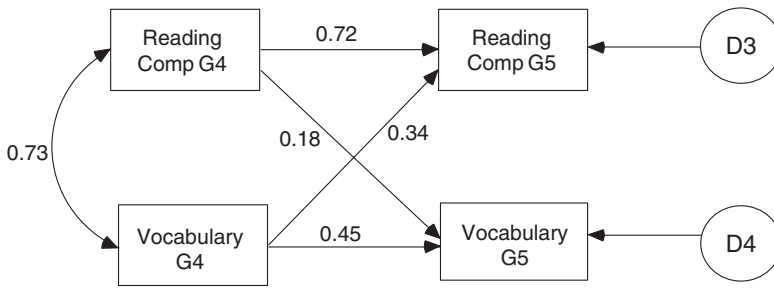 Reading
Comp G4
0.72
Reading
Comp G5
D3
0.73
0.18
0.34
Vocabulary
G4
0.45
Vocabulary
G5
D4